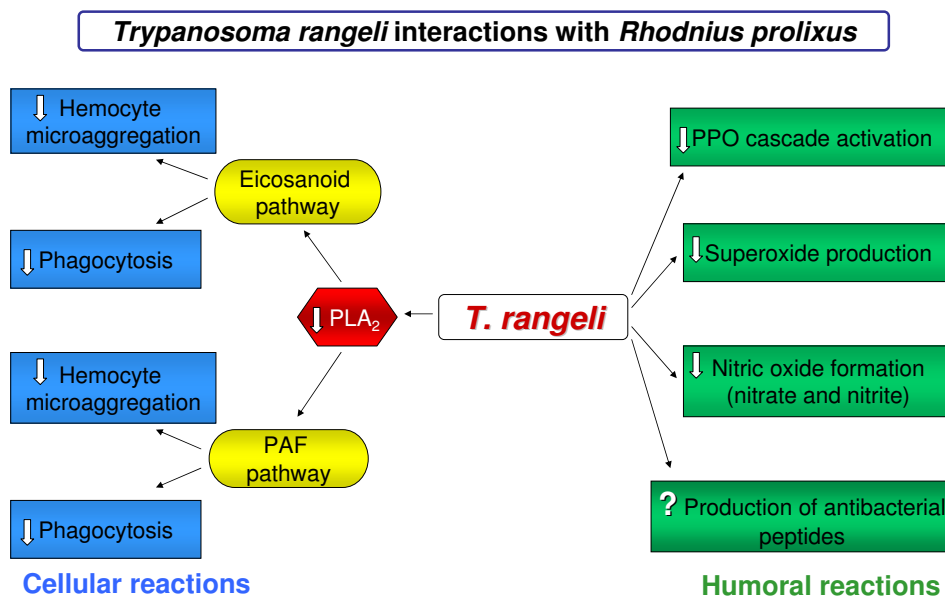 Trypanosoma rangeli interactions with Rhodnius prolixus
Hemocyte
microaggregation
Eicosanoid
pathway
Phagocytosis
PLA₂
Hemocyte
microaggregation
PAF
pathway
Phagocytosis
Cellular reactions
T. rangeli
PPO cascade activation
Superoxide production
Nitric oxide formation
(nitrate and nitrite)
? Production of antibacterial
peptides
Humoral reactions